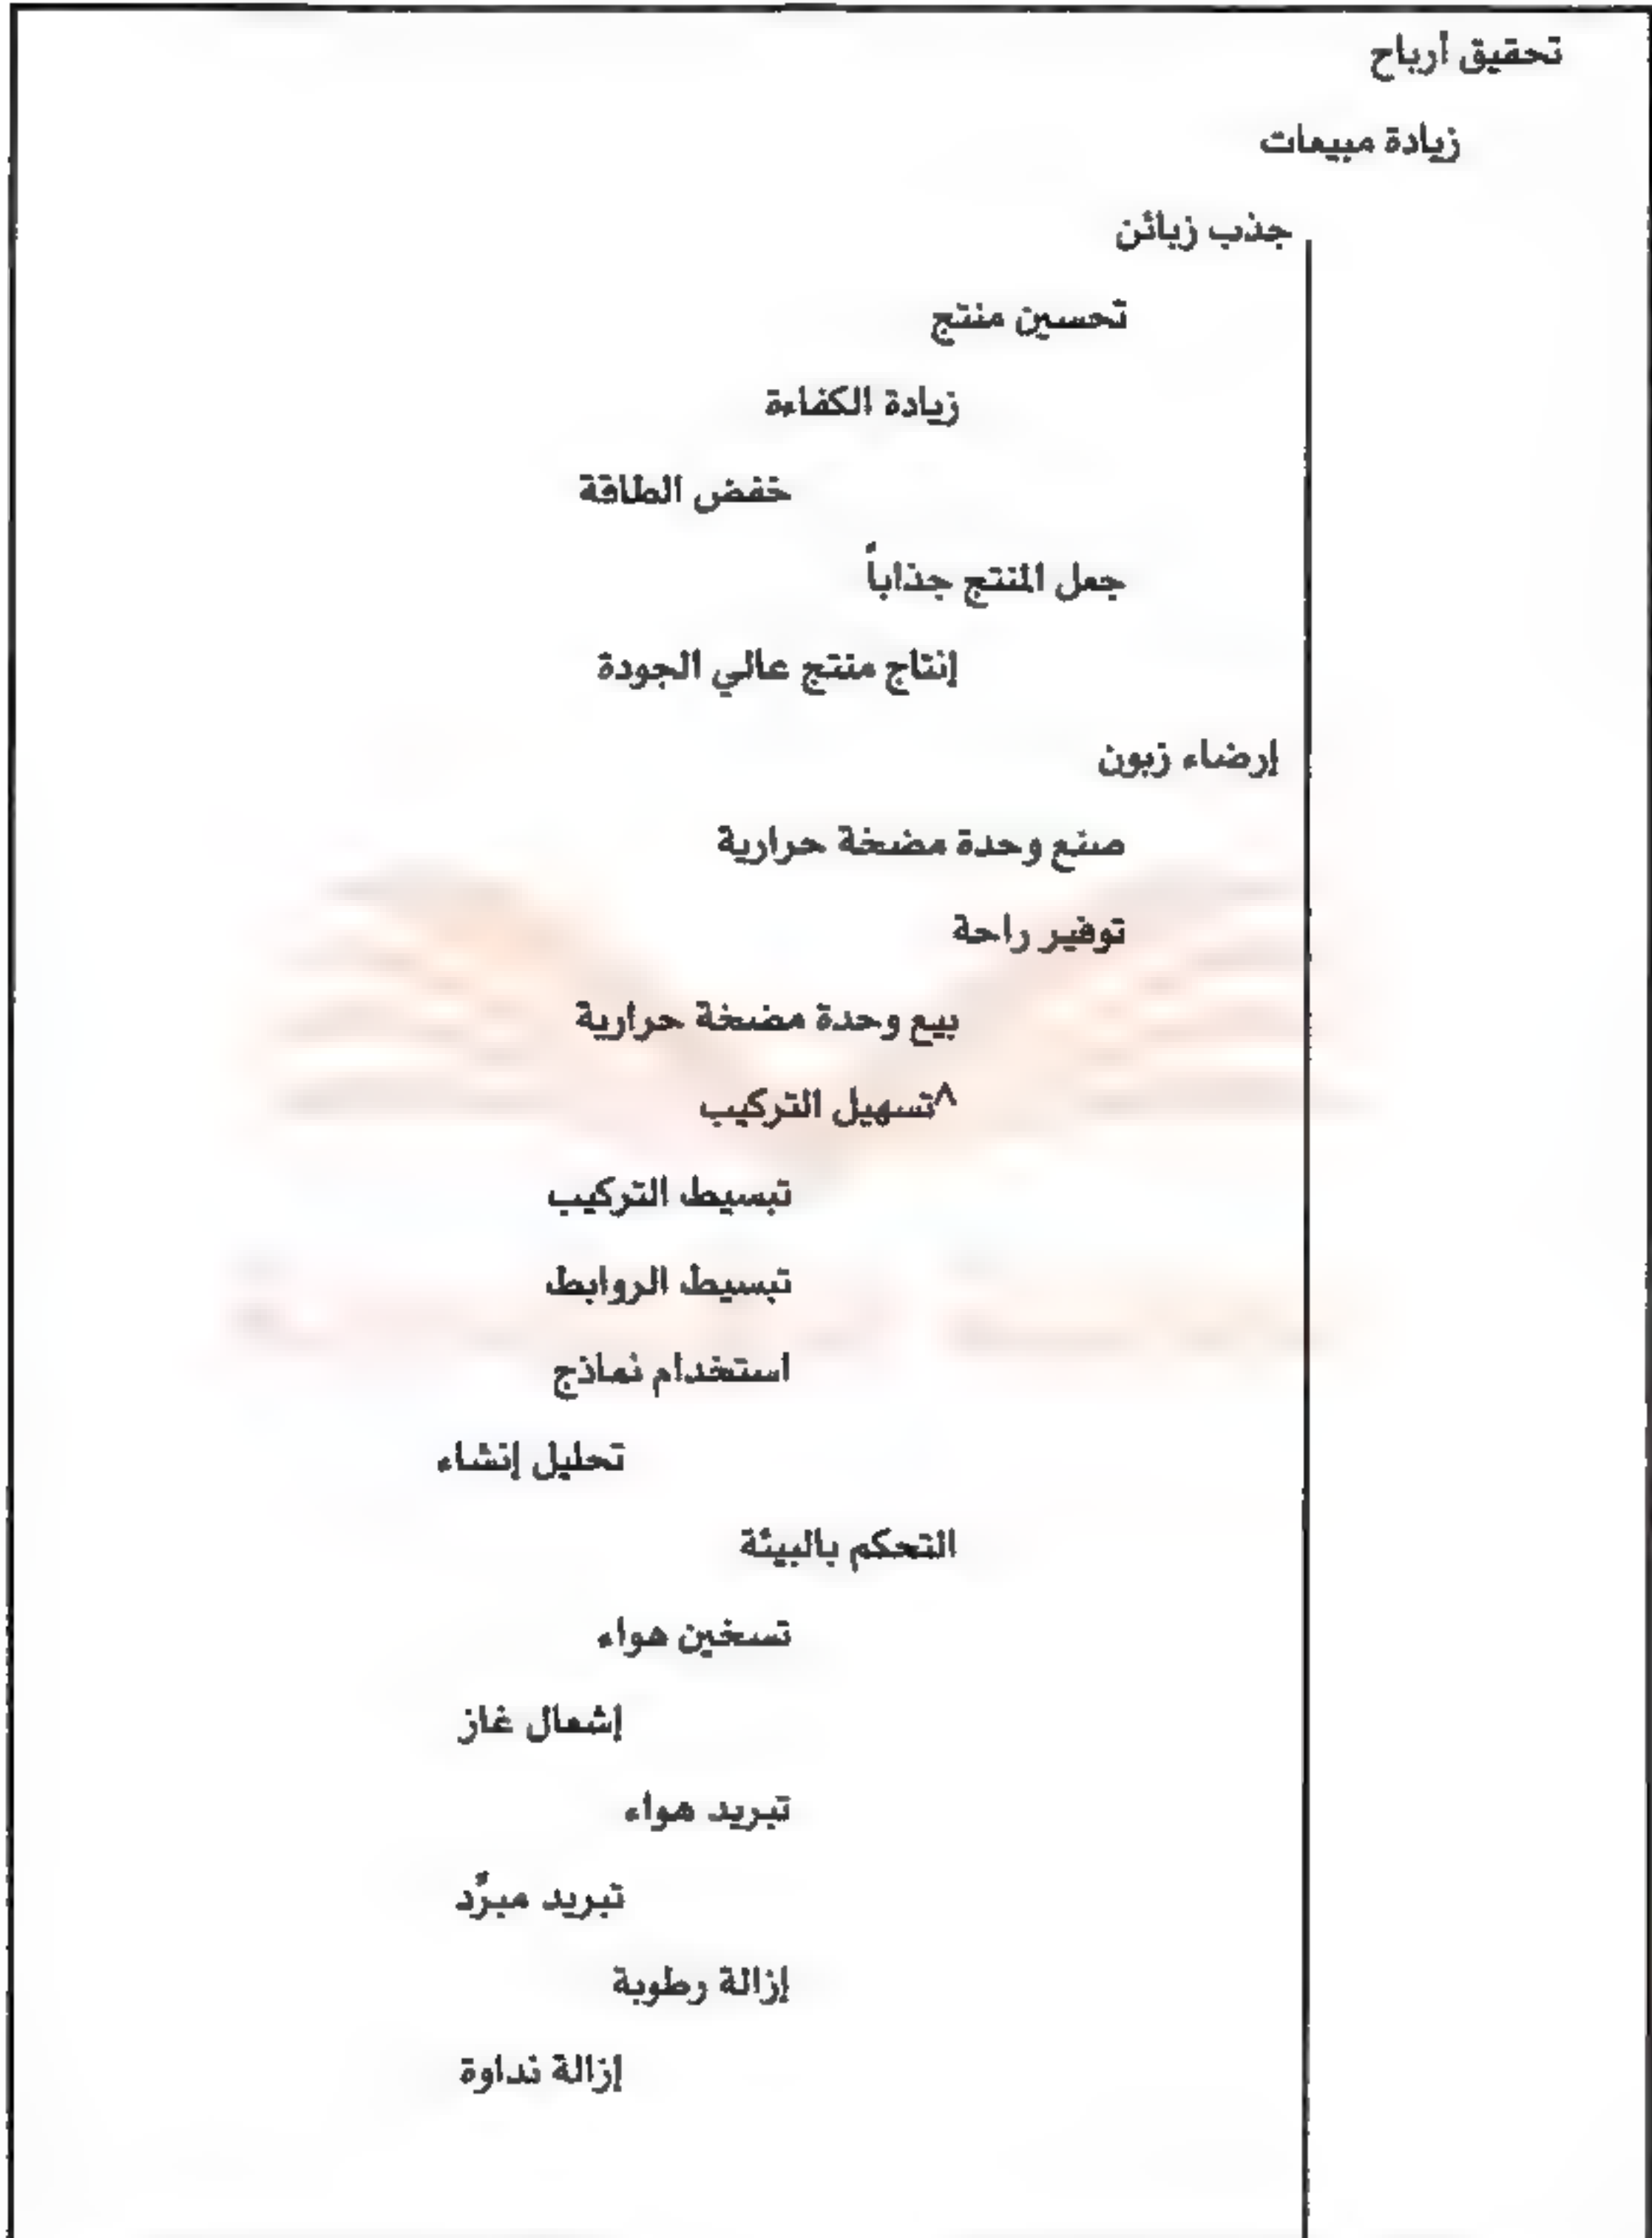 تحقيق أرباح
زيادة مبيعات
جذب زبائن
تحسين منتج
زيادة الكفاءة
خفض الطاقة
جعل المنتج جذاباً
إنتاج منتج عالي الجودة
إرضاء زبون
صنع وحدة مضخة حرارية
توفير راحة
بيع وحدة مضخة حرارية
^تسهيل التركيب
تبسيط التركيب
تبسيط الروابط
استخدام نماذج
تحليل إنشاء
التحكم بالبيئة
تسخين هواء
إشعال غاز
تبريد هواء
تبريد مبرّد
إزالة رطوبة
إزالة نداوة